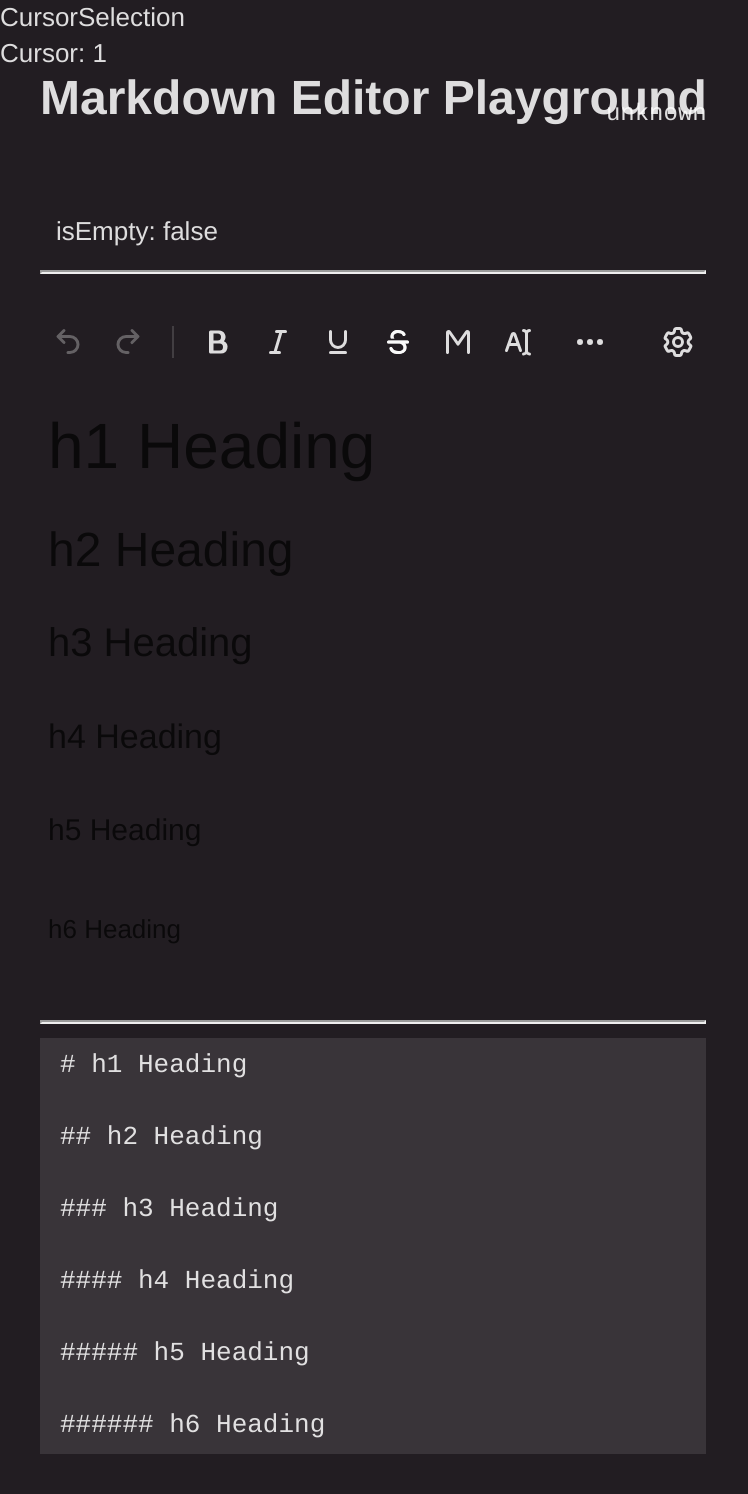 CursorSelection
Cursor: 1
Markdown Editor Playground
unknown
isEmpty: false
h1 Heading
h2 Heading
h3 Heading
h4 Heading
h5 Heading
h6 Heading
# h1 Heading
## h2 Heading
### h3 Heading
#### h4 Heading
##### h5 Heading
###### h6 Heading